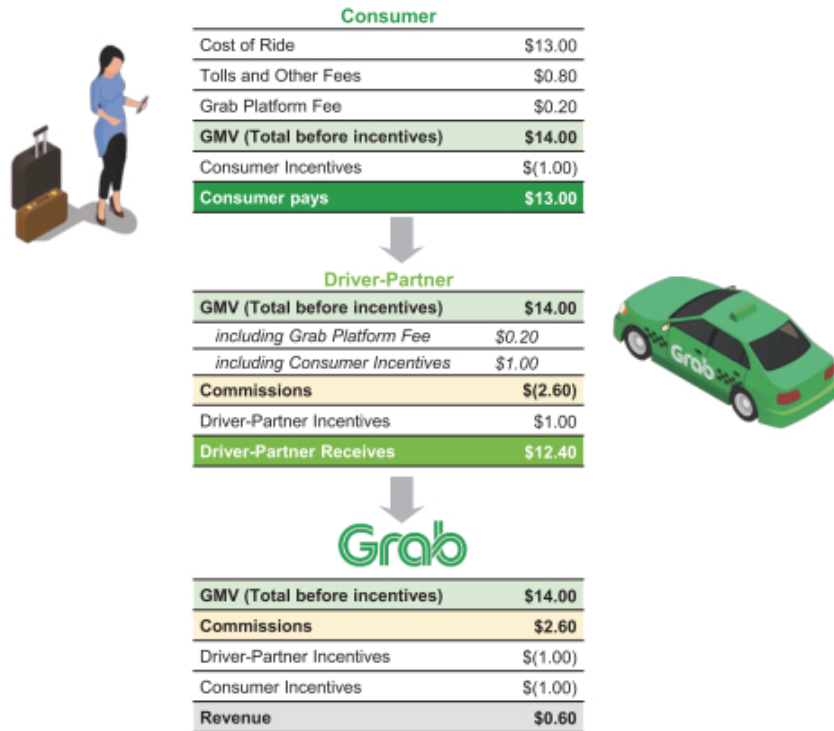 Consumer
Cost of Ride $13.00
Tolls and Other Fees $0.80
Grab Platform Fee $0.20
GMV (Total before incentives) $14.00
Consumer Incentives $(1.00)
Consumer pays $13.00
Driver-Partner
GMV (Total before incentives) $14.00
including Grab Platform Fee $0.20
including Consumer Incentives $1.00
Commissions $(2.60)
Driver-Partner Incentives $1.00
Driver-Partner Receives $12.40
Grab
Grab
GMV (Total before incentives) $14.00
Commissions $2.60
Driver-Partner Incentives $(1.00)
Consumer Incentives $(1.00)
Revenue $0.60